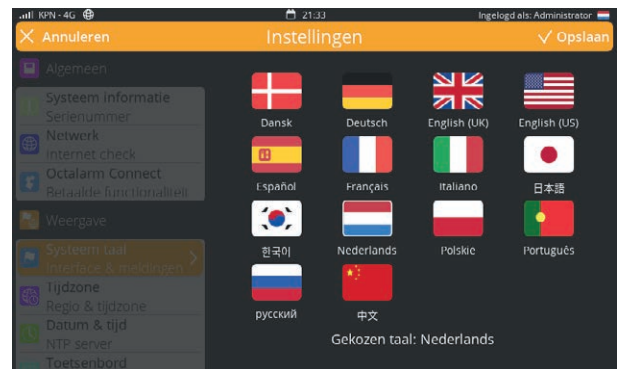 KPN - 4G
21:33
Ingelogd als: Administrator
Annuleren
Instellingen
Opslaan
Algemeen
Systeem informatie
Serienummer
Netwerk
Internet check
Octalarm Connect
Betaalde functionaliteit
Weergave
Systeem taal
Interface & meldingen
Tijdzone
Regio & tijdzone
Datum & tijd
NTP server
Toetsenbord
Dansk
Deutsch
English (UK)
English (US)
Español
Français
Italiano
日本語
한국이
Nederlands
Polskie
Português
русский
中文
Gekozen taal: Nederlands